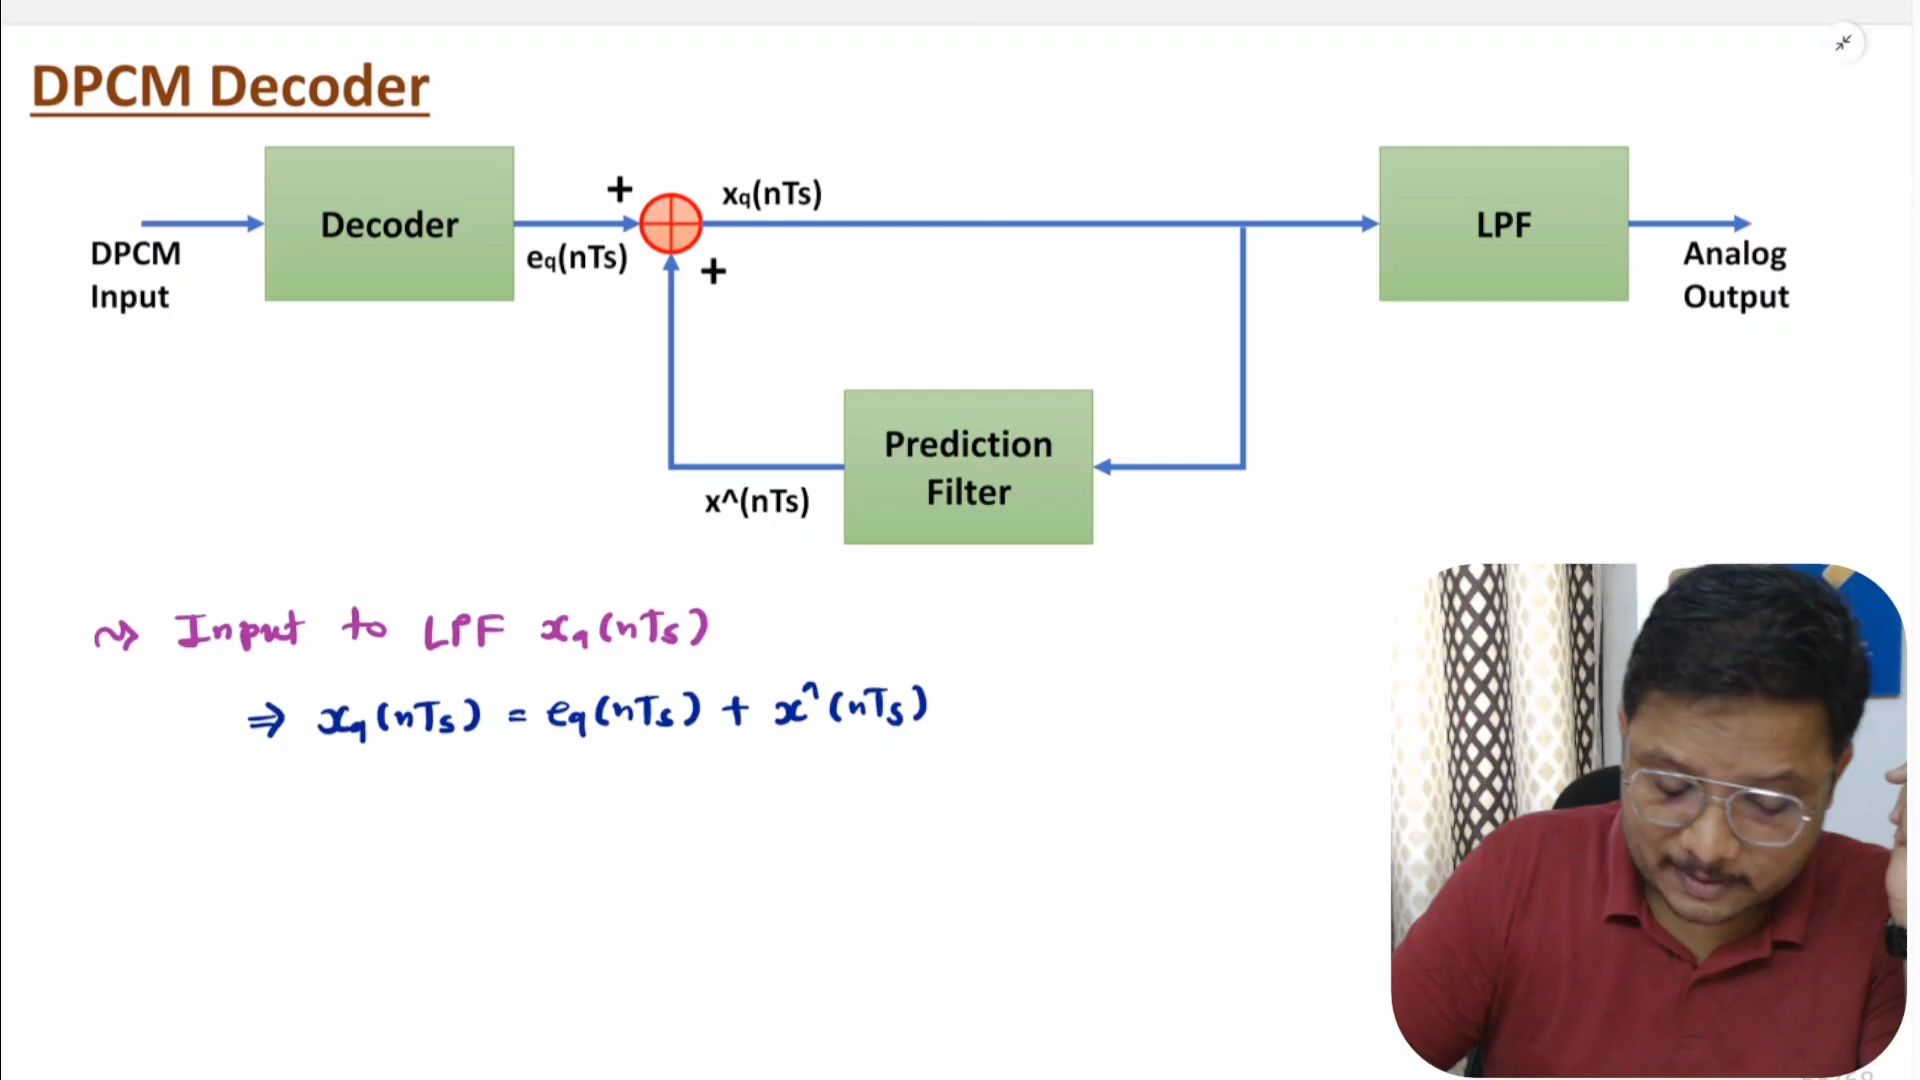 DPCM Decoder
Decoder
+
xq(nTs)
LPF
DPCM
Input
eq(nTs)
+
Analog
Output
Prediction
Filter
x^(nTs)
⤳ Input to LPF xq(nTs)
⇒ xq(nTs) = eq(nTs) + x^(nTs)